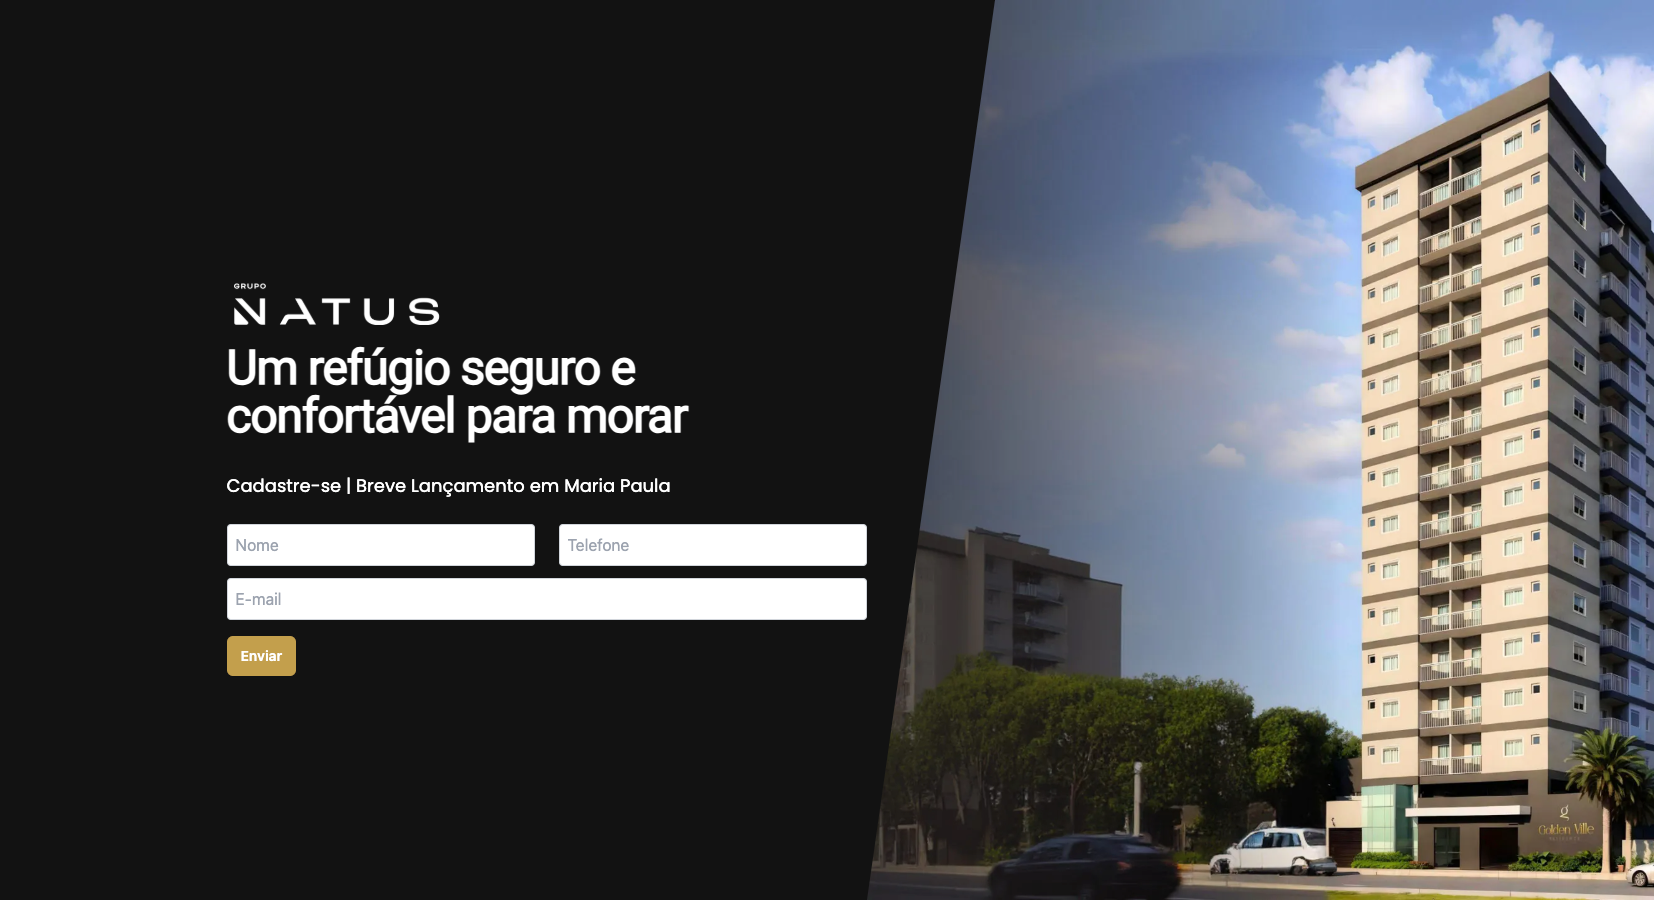 GRUPO
NATUS
Um refúgio seguro e
confortável para morar
Cadastre-se | Breve Lançamento em Maria Paula
Nome
Telefone
E-mail
Enviar
g
Golden Ville